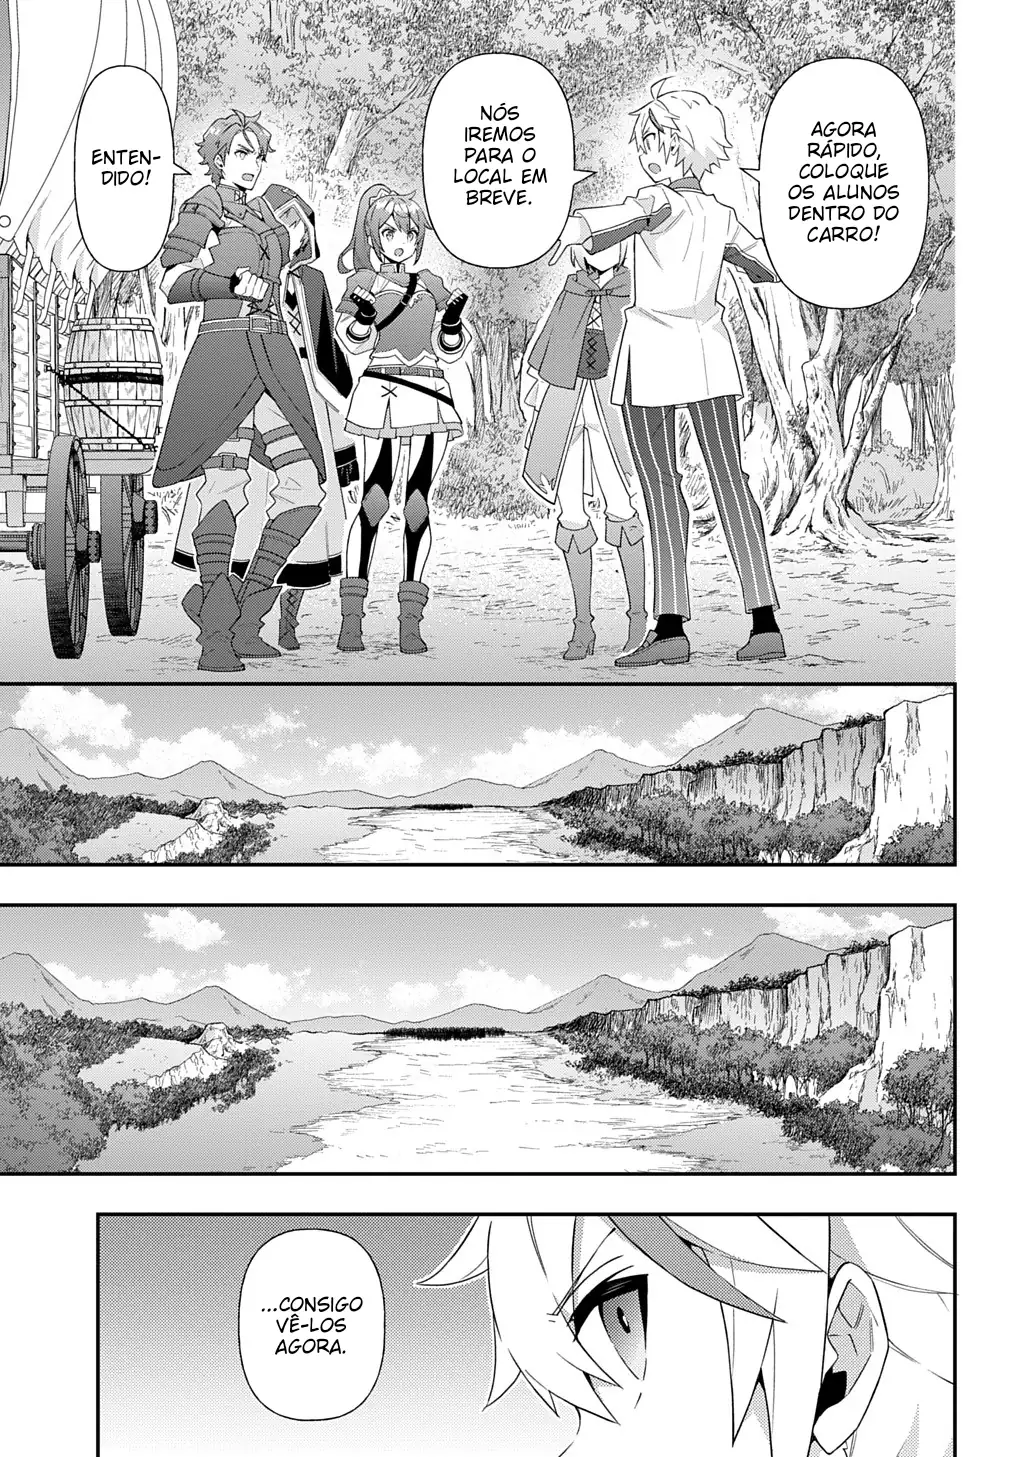 AGORA
RÁPIDO,
COLOQUE
OS ALUNOS
DENTRO DO
CARRO!
NÓS
IREMOS
PARA O
LOCAL EM
BREVE.
ENTEN-
DIDO!
...CONSIGO
VÊ-LOS
AGORA.